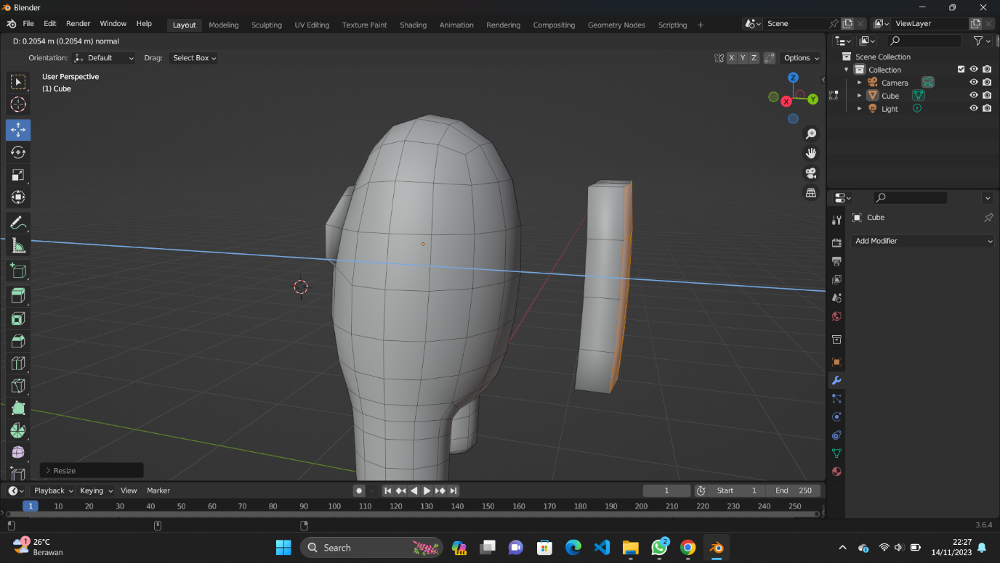 Blender
File Edit Render Window Help
Layout Modeling Sculpting UV Editing Texture Paint Shading Animation Rendering Compositing Geometry Nodes Scripting +
Scene
ViewLayer
D: 0.2054 m (0.2054 m) normal
Orientation: Default Drag: Select Box
X Y Z Options
User Perspective
(1) Cube
Z
Y
X
Scene Collection
Collection
Camera
Cube
Light
Cube
Add Modifier
Resize
Playback Keying View Marker
1 Start 1 End 250
1 10 20 30 40 50 60 70 80 90 100 110 120 130 140 150 160 170 180 190 200 210 220 230 240 250
3.6.4
1
26°C
Berawan
Search
PRE
2
22:27
14/11/2023